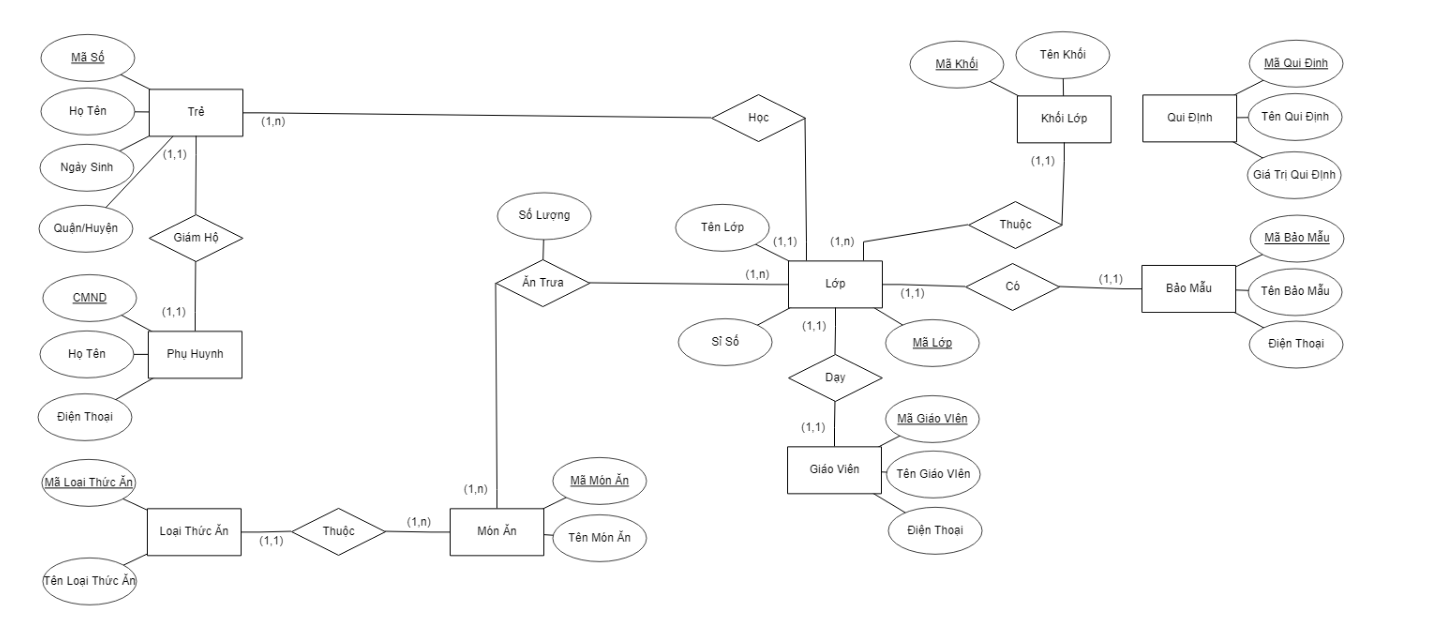 Mã Số
Họ Tên
Ngày Sinh
Quận/Huyện
Trẻ
(1,n)
(1,1)
Giám Hộ
(1,1)
CMND
Họ Tên
Điện Thoại
Phụ Huynh
Học
(1,1)
Mã Khối
Tên Khối
Khối Lớp
(1,1)
Thuộc
(1,n)
Qui Định
Mã Qui Đinh
Tên Qui Định
Giá Trị Qui Định
Số Lượng
Ăn Trưa
(1,n)
(1,n)
Tên Lớp
Lớp
Sĩ Số
Mã Lớp
(1,1)
Có
(1,1)
Bảo Mẫu
Mã Bảo Mẫu
Tên Bảo Mẫu
Điện Thoại
(1,1)
Dạy
(1,1)
Giáo Viên
Mã Giáo VIên
Tên Giáo VIên
Điện Thoại
Mã Loại Thức Ăn
Loại Thức Ăn
Tên Loại Thức Ăn
(1,1)
Thuộc
(1,n)
Món Ăn
Mã Món Ăn
Tên Món Ăn